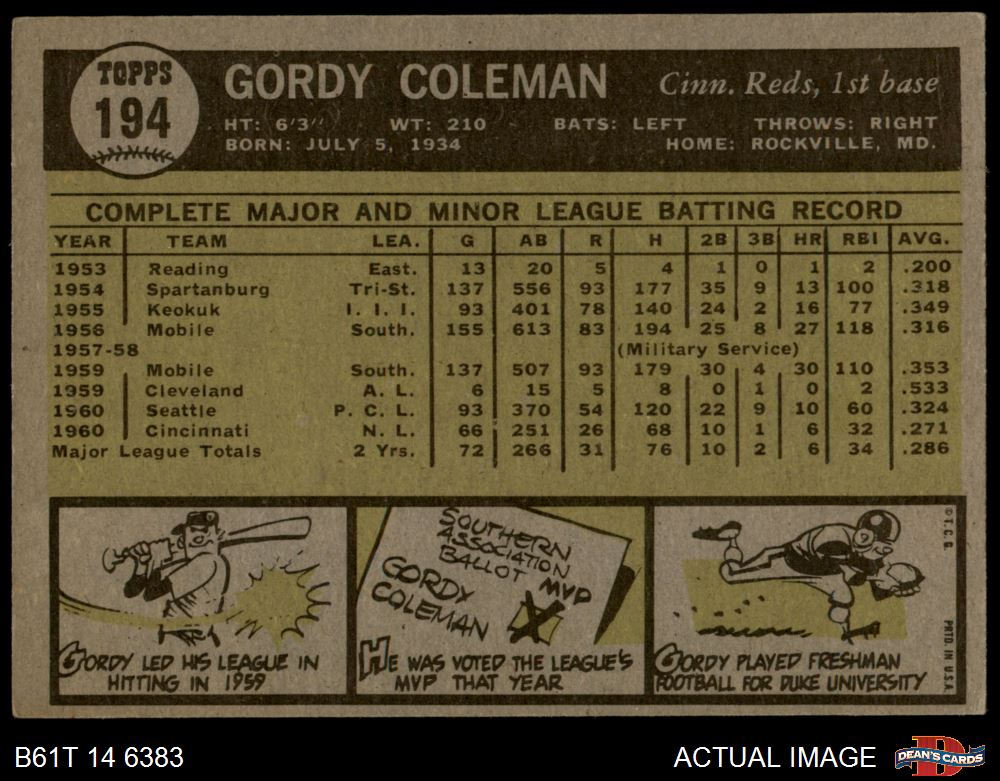 TOPPS
194
GORDY COLEMAN
Cinn. Reds, 1st base
HT: 6'3" WT: 210 BATS: LEFT THROWS: RIGHT
BORN: JULY 5, 1934 HOME: ROCKVILLE, MD.
COMPLETE MAJOR AND MINOR LEAGUE BATTING RECORD
YEAR TEAM LEA. G AB R H 2B 3B HR RBI AVG.
1953 Reading East. 13 20 5 4 1 0 1 2 .200
1954 Spartanburg Tri-St. 137 556 93 177 35 9 13 100 .318
1955 Keokuk I. I. I. 93 401 78 140 24 2 16 77 .349
1956 Mobile South. 155 613 83 194 25 8 27 118 .316
1957-58 (Military Service)
1959 Mobile South. 137 507 93 179 30 4 30 110 .353
1959 Cleveland A. L. 6 15 5 8 0 1 0 2 .533
1960 Seattle P. C. L. 93 370 54 120 22 9 10 60 .324
1960 Cincinnati N. L. 66 251 26 68 10 1 6 32 .271
Major League Totals 2 Yrs. 72 266 31 76 10 2 6 34 .286
GORDY LED HIS LEAGUE IN
HITTING IN 1959
SOUTHERN
ASSOCIATION
BALLOT
MVP
GORDY
COLEMAN
X
HE WAS VOTED THE LEAGUE'S
MVP THAT YEAR
7
GORDY PLAYED FRESHMAN
FOOTBALL FOR DUKE UNIVERSITY
© T. C. G.
PRTD. IN U.S.A.
B61T 14 6383
ACTUAL IMAGE
D
DEAN'S CARDS